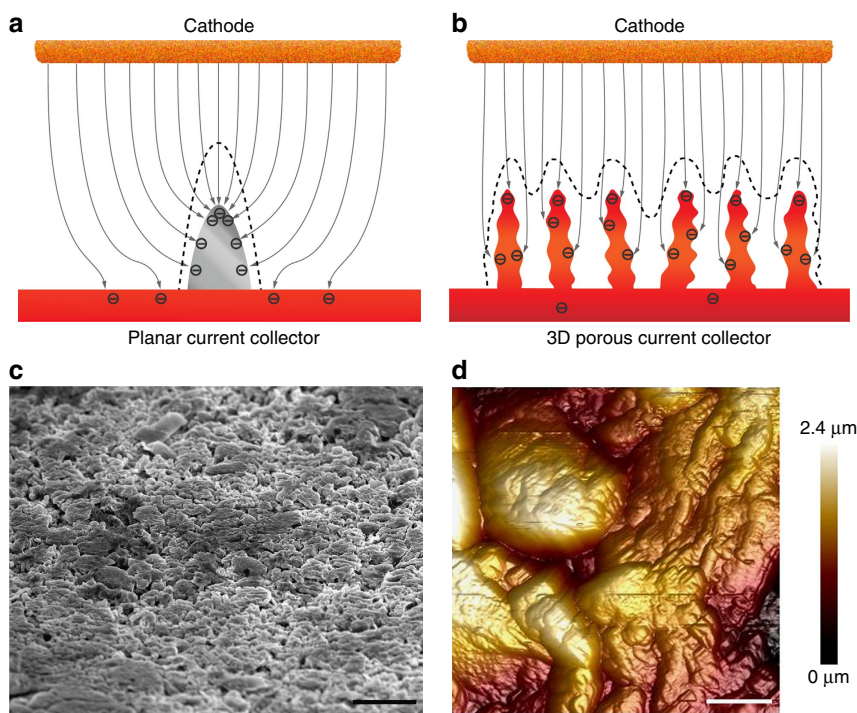 a
Cathode
Planar current collector
b
Cathode
3D porous current collector
c
d
2.4 μm
0 μm